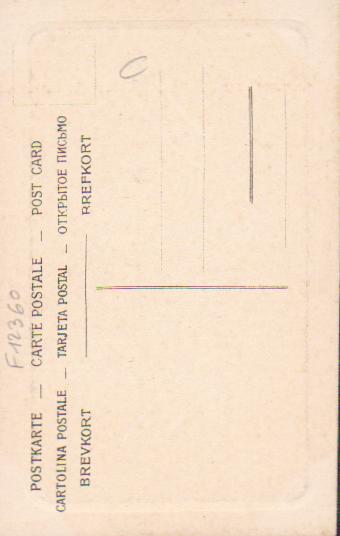 F12360
POSTKARTE — CARTE POSTALE — POST CARD
CARTOLINA POSTALE — TARJETA POSTAL — ОТКРЫТОЕ ПИСЬМО
BREVKORT ——— BREFKORT